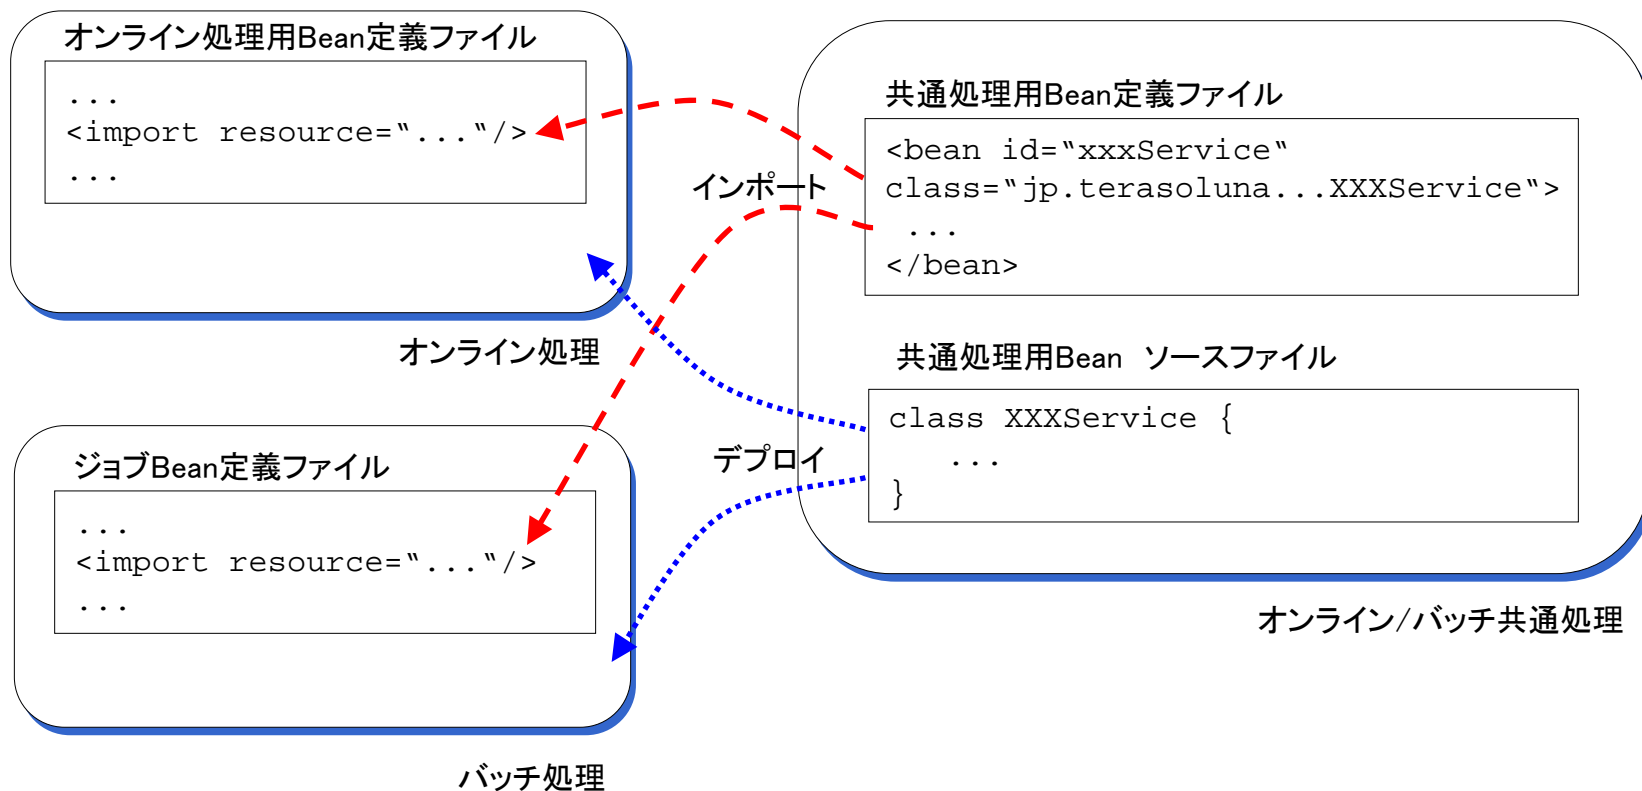 オンライン処理用Bean定義ファイル
...
<import resource=“...“/>
...
オンライン処理
ジョブBean定義ファイル
...
<import resource=“...“/>
...
バッチ処理
インポート
デプロイ
共通処理用Bean定義ファイル
<bean id=“xxxService“
class=“jp.terasoluna...XXXService“>
...
</bean>
共通処理用Bean　ソースファイル
class XXXService {
...
}
オンライン/バッチ共通処理